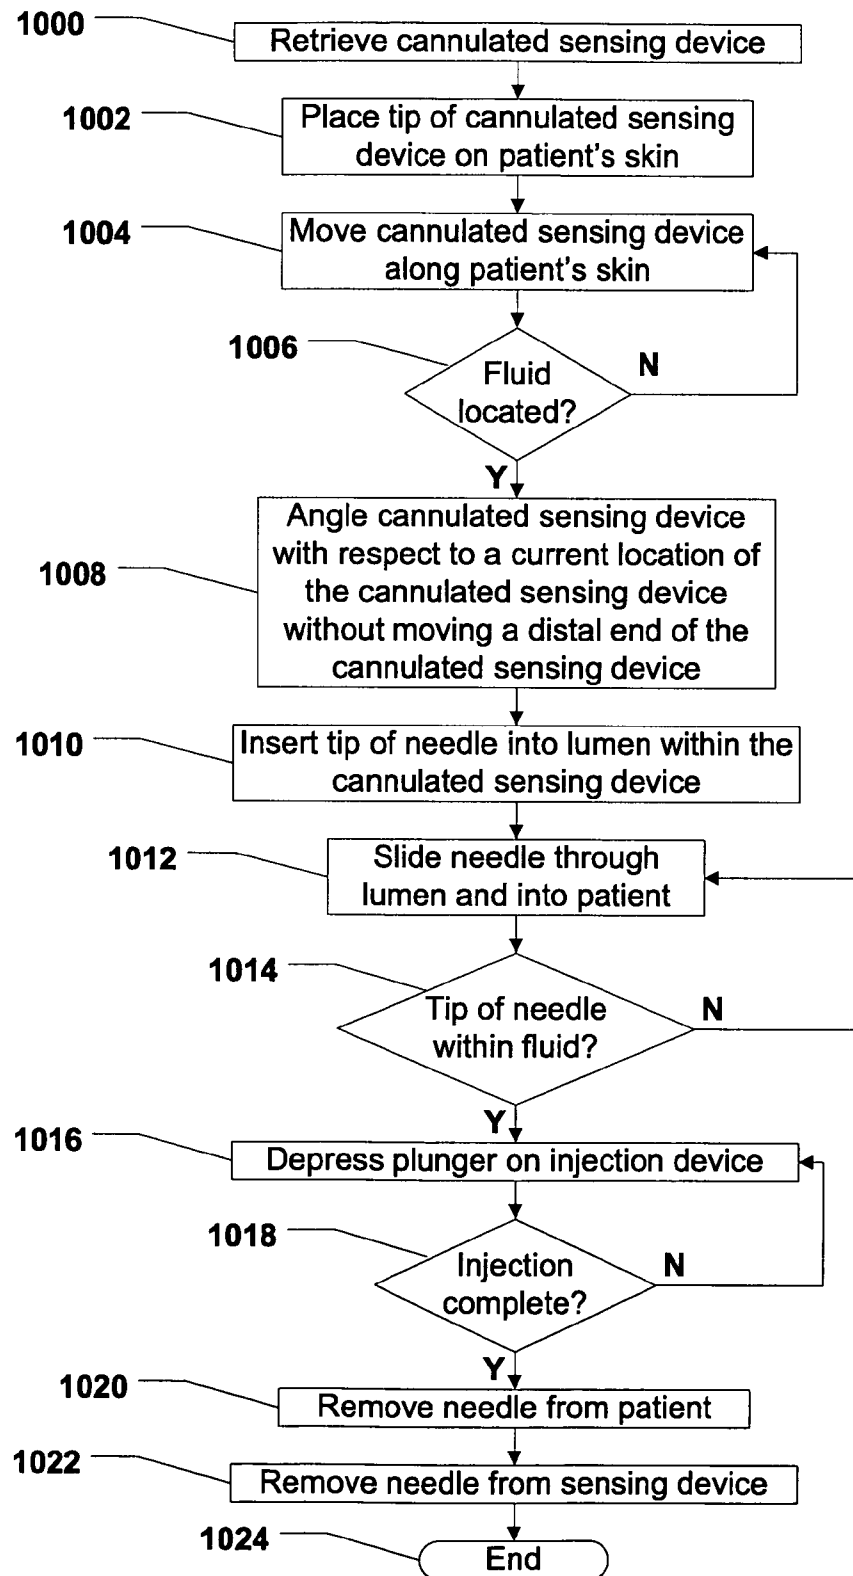 1000
Retrieve cannulated sensing device
1002
Place tip of cannulated sensing
device on patient's skin
1004
Move cannulated sensing device
along patient's skin
1006
Fluid
located?
N
Y
1008
Angle cannulated sensing device
with respect to a current location of
the cannulated sensing device
without moving a distal end of the
cannulated sensing device
1010
Insert tip of needle into lumen within the
cannulated sensing device
1012
Slide needle through
lumen and into patient
1014
Tip of needle
within fluid?
N
Y
1016
Depress plunger on injection device
1018
Injection
complete?
N
Y
1020
Remove needle from patient
1022
Remove needle from sensing device
1024
End